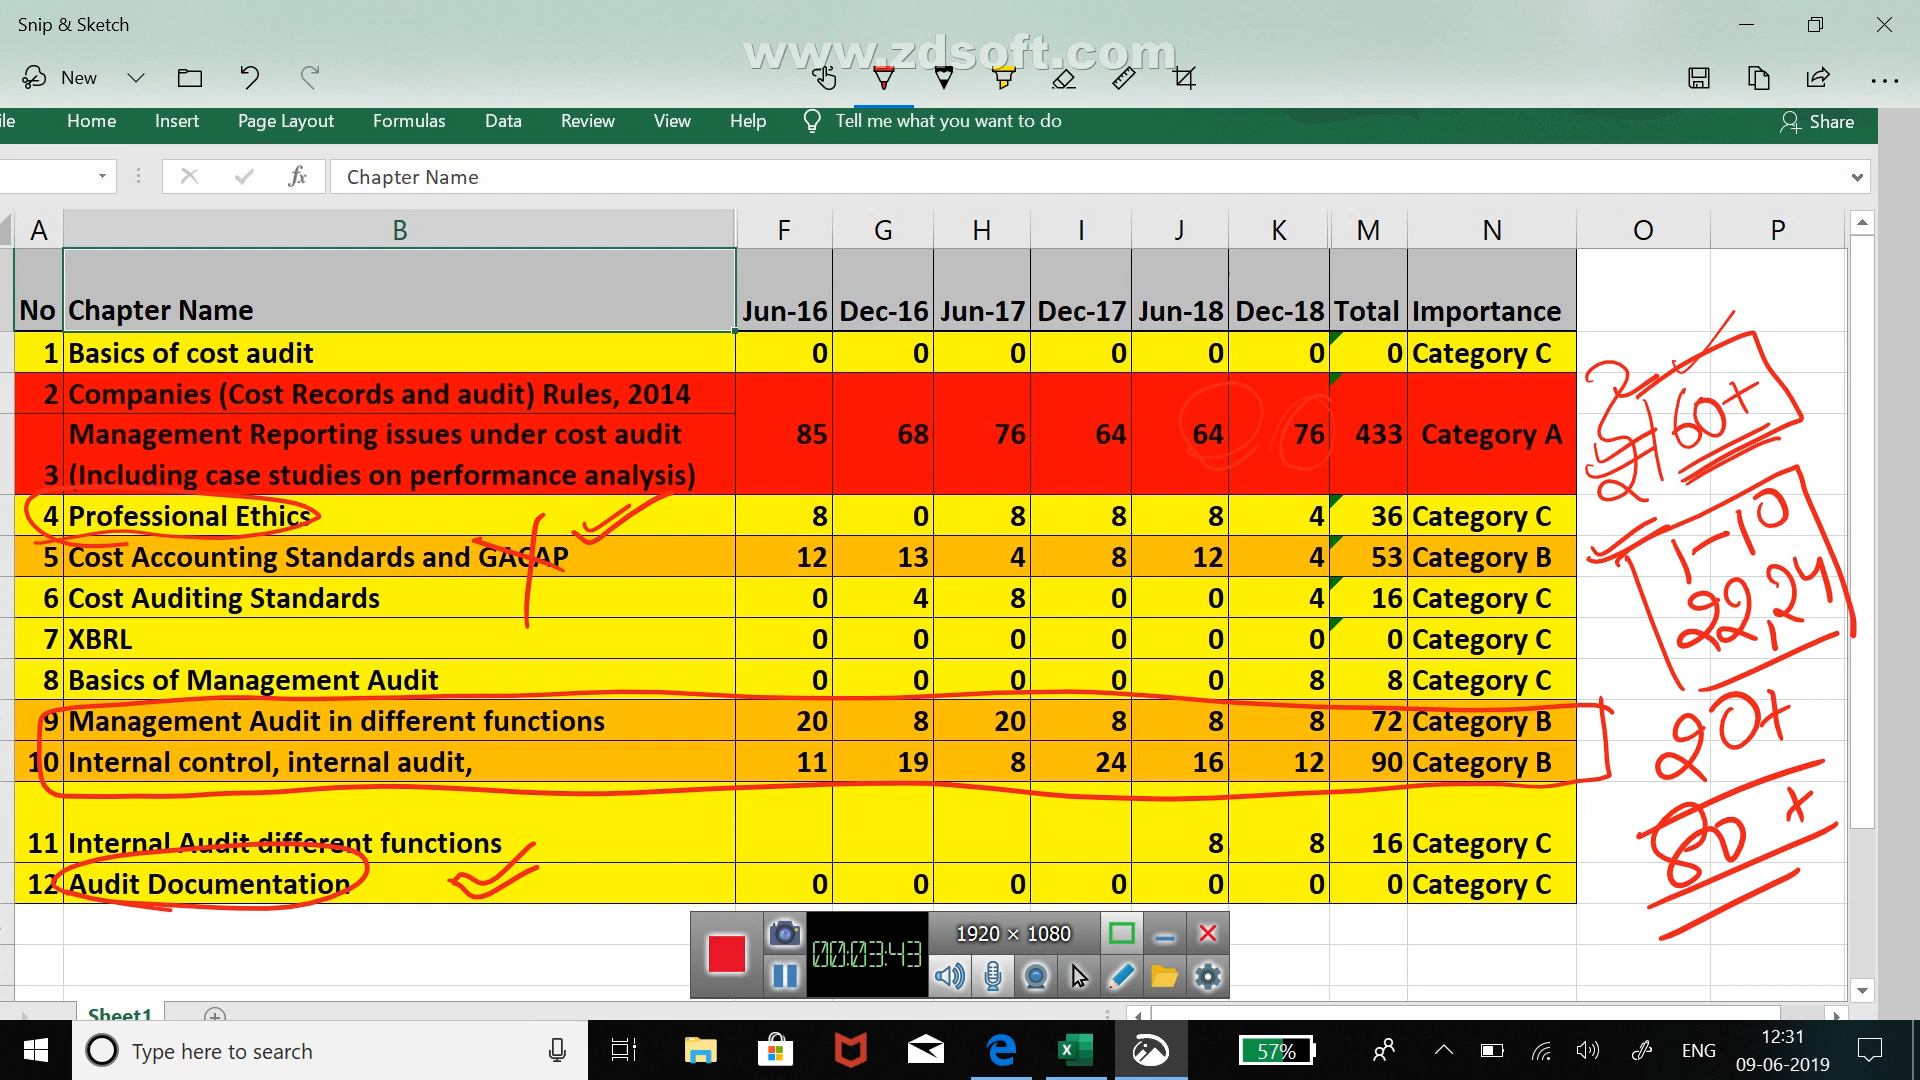 Snip & Sketch
www.zdsoft.com
New
ile Home Insert Page Layout Formulas Data Review View Help Tell me what you want to do Share
fx Chapter Name
A B F G H I J K M N O P
No Chapter Name Jun-16 Dec-16 Jun-17 Dec-17 Jun-18 Dec-18 Total Importance
1 Basics of cost audit 0 0 0 0 0 0 0 Category C
2 Companies (Cost Records and audit) Rules, 2014
Management Reporting issues under cost audit 85 68 76 64 64 76 433 Category A
3 (Including case studies on performance analysis)
4 Professional Ethics 8 0 8 8 8 4 36 Category C
5 Cost Accounting Standards and GACAP 12 13 4 8 12 4 53 Category B
6 Cost Auditing Standards 0 4 8 0 0 4 16 Category C
7 XBRL 0 0 0 0 0 0 0 Category C
8 Basics of Management Audit 0 0 0 0 0 8 8 Category C
9 Management Audit in different functions 20 8 20 8 8 8 72 Category B
10 Internal control, internal audit, 11 19 8 24 16 12 90 Category B
11 Internal Audit different functions 8 8 16 Category C
12 Audit Documentation 0 0 0 0 0 0 0 Category C
60+
1-10
22,24
20+
80
x
00:03:43
1920 × 1080
Sheet1
Type here to search
57%
ENG
12:31
09-06-2019